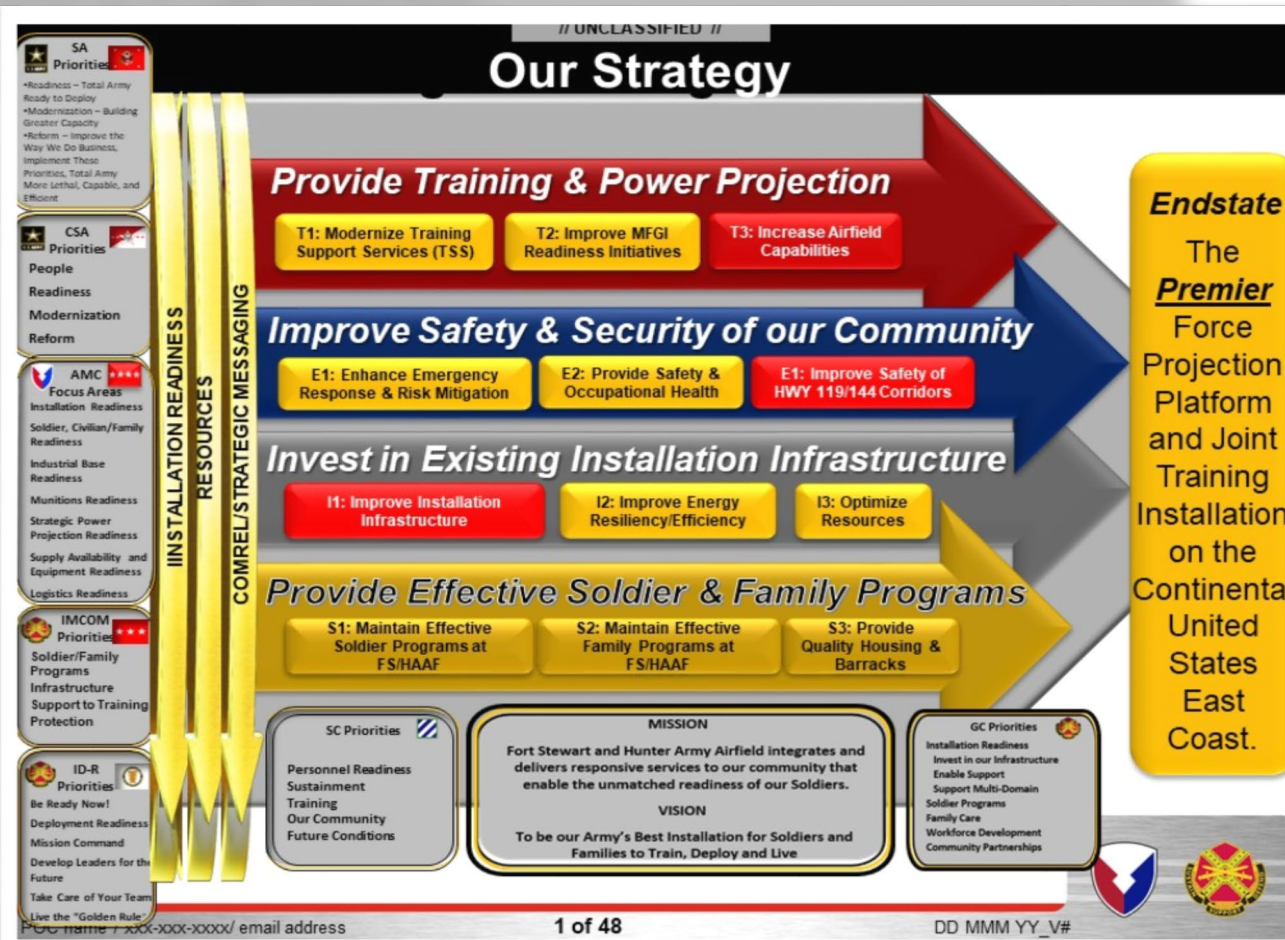 // UNCLASSIFIED //
Our Strategy
SA
Priorities
•Readiness – Total Army
Ready to Deploy
•Modernization – Building
Greater Capacity
•Reform – Improve the
Way We Do Business,
Implement These
Priorities, Total Army
More Lethal, Capable, and
Efficient
CSA
Priorities
People
Readiness
Modernization
Reform
AMC
Focus Areas
Installation Readiness
Soldier, Civilian/Family
Readiness
Industrial Base
Readiness
Munitions Readiness
Strategic Power
Projection Readiness
Supply Availability and
Equipment Readiness
Logistics Readiness
IMCOM
Priorities
Soldier/Family
Programs
Infrastructure
Support to Training
Protection
ID-R
Priorities
Be Ready Now!
Deployment Readiness
Mission Command
Develop Leaders for the
Future
Take Care of Your Team
Live the "Golden Rule"
IINSTALLATION READINESS
RESOURCES
COMREL/STRATEGIC MESSAGING
Provide Training & Power Projection
T1: Modernize Training
Support Services (TSS)
T2: Improve MFGI
Readiness Initiatives
T3: Increase Airfield
Capabilities
Improve Safety & Security of our Community
E1: Enhance Emergency
Response & Risk Mitigation
E2: Provide Safety &
Occupational Health
E1: Improve Safety of
HWY 119/144 Corridors
Invest in Existing Installation Infrastructure
I1: Improve Installation
Infrastructure
I2: Improve Energy
Resiliency/Efficiency
I3: Optimize
Resources
Provide Effective Soldier & Family Programs
S1: Maintain Effective
Soldier Programs at
FS/HAAF
S2: Maintain Effective
Family Programs at
FS/HAAF
S3: Provide
Quality Housing &
Barracks
SC Priorities
Personnel Readiness
Sustainment
Training
Our Community
Future Conditions
MISSION
Fort Stewart and Hunter Army Airfield integrates and
delivers responsive services to our community that
enable the unmatched readiness of our Soldiers.
VISION
To be our Army's Best Installation for Soldiers and
Families to Train, Deploy and Live
GC Priorities
Installation Readiness
Invest in our Infrastructure
Enable Support
Support Multi-Domain
Soldier Programs
Family Care
Workforce Development
Community Partnerships
Endstate
The
Premier
Force
Projection
Platform
and Joint
Training
Installation
on the
Continenta
United
States
East
Coast.
POC name / xxx-xxx-xxxx/ email address
1 of 48
DD MMM YY_V#